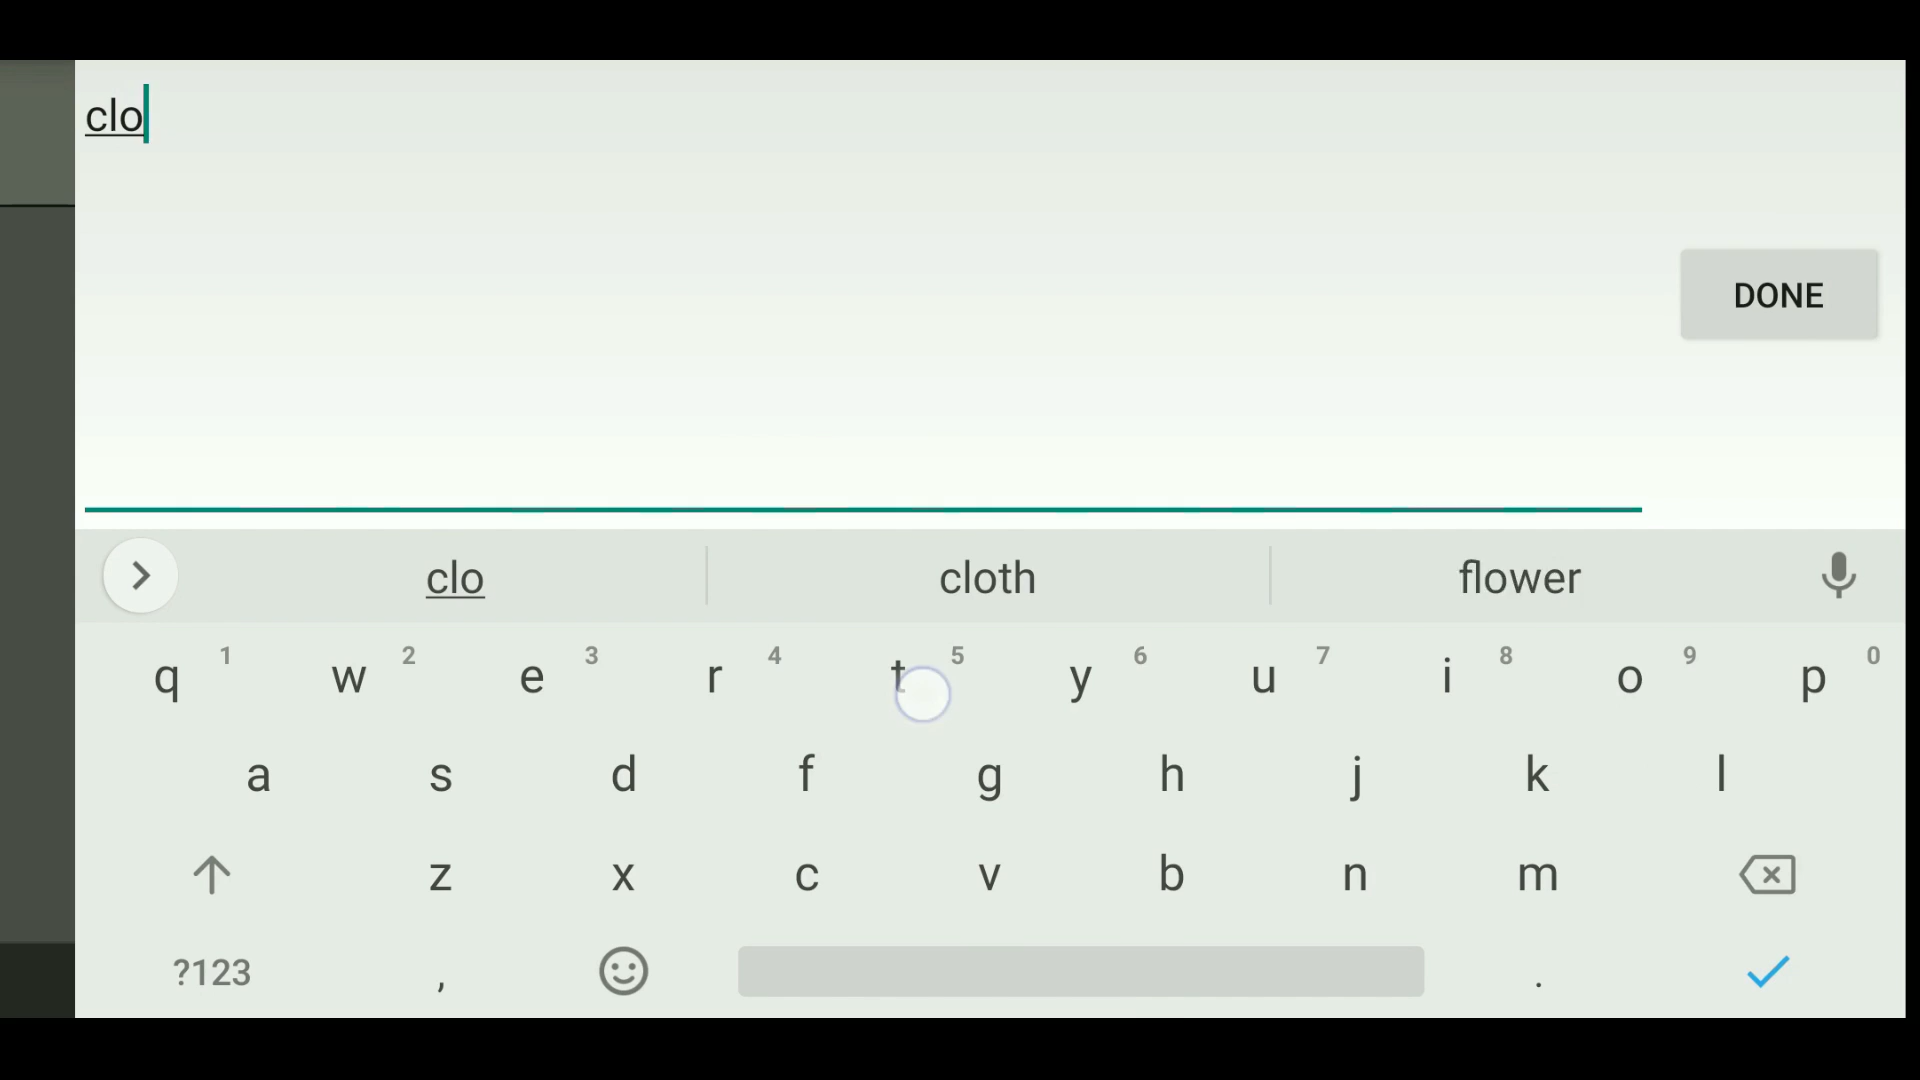 clo
DONE
clo cloth flower
q 1 w 2 e 3 r 4 t 5 y 6 u 7 i 8 o 9 p 0
a s d f g h j k l
z x c v b n m
?123 , .